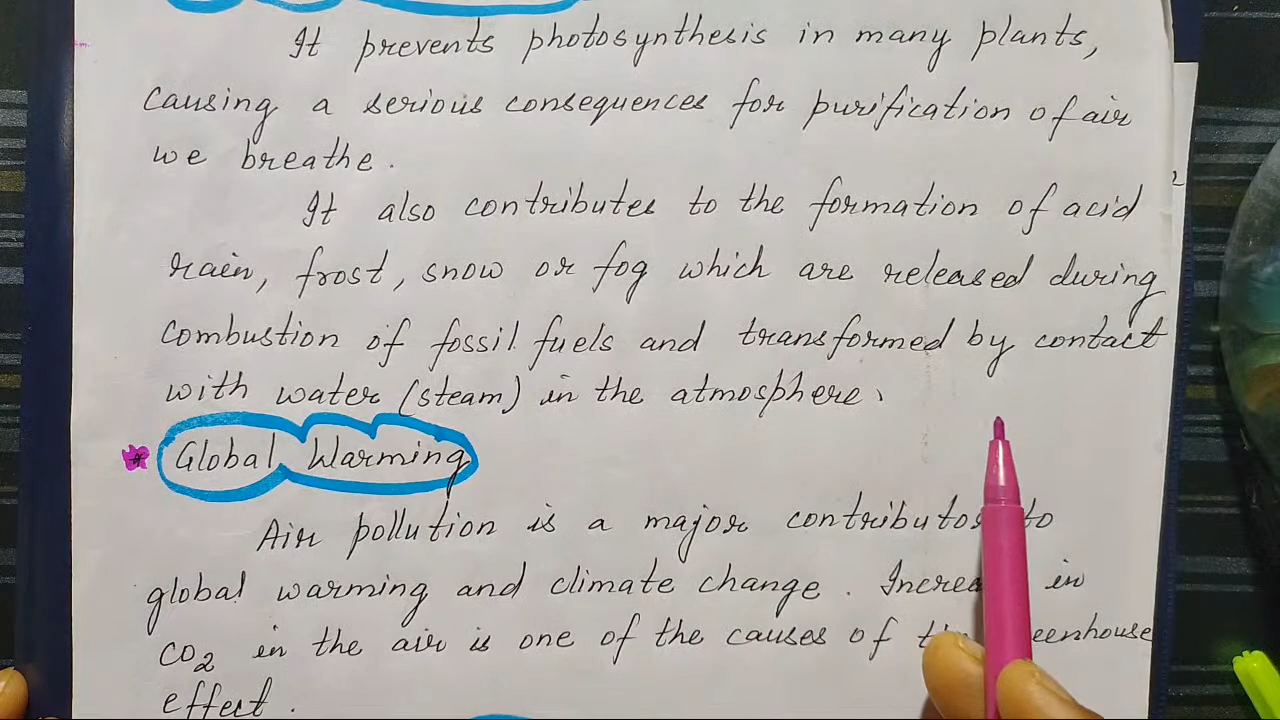 It prevents photosynthesis in many plants,
causing a serious consequences for purification of air
we breathe.
It also contributes to the formation of acid
rain, frost, snow or fog which are released during
combustion of fossil fuels and transformed by contact
with water (steam) in the atmosphere.
* Global Warming
Air pollution is a major contributor to
global warming and climate change. in
CO2 in the air is one of the causes of
effect.
2